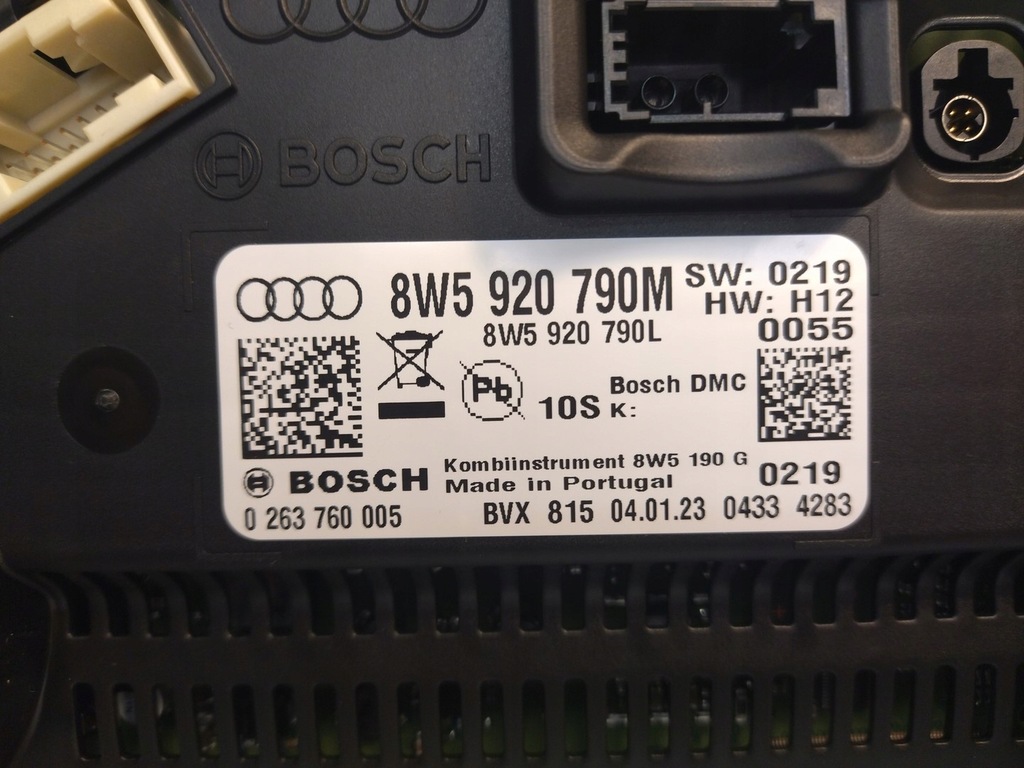 BOSCH
8W5 920 790M
SW: 0219
HW: H12
8W5 920 790L
0055
Pb
10S
Bosch DMC
K:
BOSCH
Kombiinstrument 8W5 190 G
Made in Portugal
0219
0 263 760 005
BVX 815 04.01.23 0433 4283